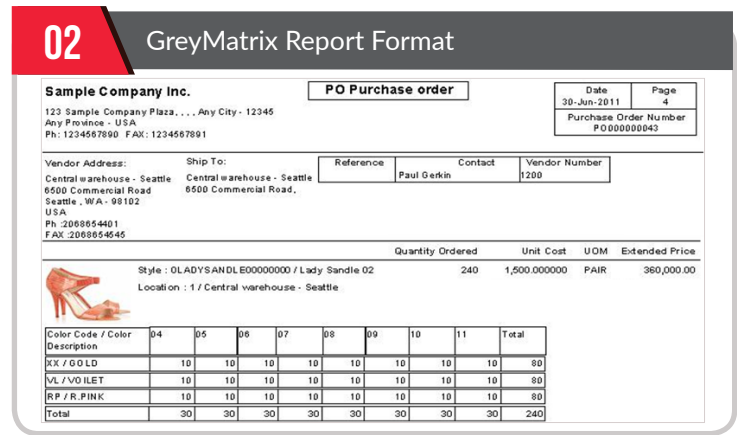 02 GreyMatrix Report Format
Sample Company Inc.
PO Purchase order
Date Page
30-Jun-2011 4
Purchase Order Number
PO000000043
123 Sample Company Plaza, , , , Any City - 12345
Any Province - USA
Ph: 1234567890 FAX: 1234567891
Vendor Address:
Central warehouse - Seattle
6500 Commercial Road
Seattle , WA - 98102
USA
Ph :2068654401
FAX :2068654545
Ship To:
Central warehouse - Seattle
6500 Commercial Road,
Reference Contact Vendor Number
Paul Gerkin 1200
Quantity Ordered Unit Cost UOM Extended Price
Style : 0LADYSANDLE00000000 / Lady Sandle 02 240 1,500.000000 PAIR 360,000.00
Location : 1 / Central warehouse - Seattle
Color Code / Color Description 04 05 06 07 08 09 10 11 Total
XX / GOLD 10 10 10 10 10 10 10 10 80
VL / VOILET 10 10 10 10 10 10 10 10 80
RP / R.PINK 10 10 10 10 10 10 10 10 80
Total 30 30 30 30 30 30 30 30 240